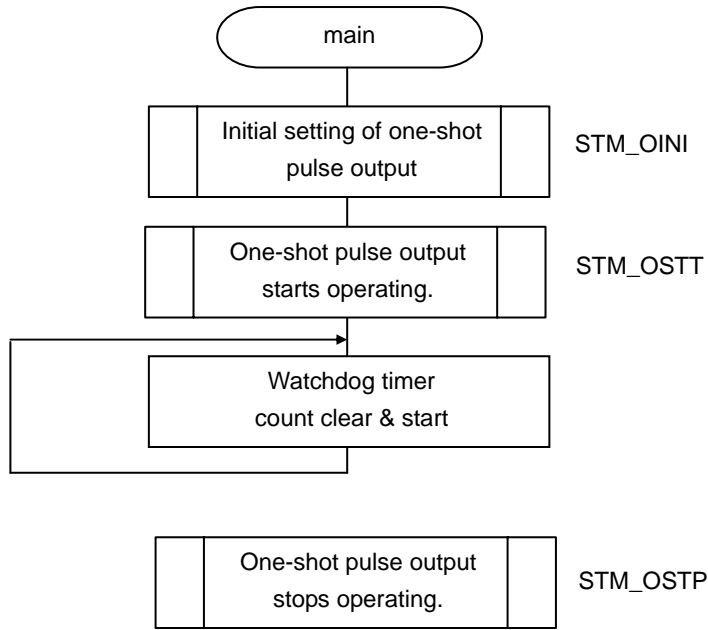 main
Initial setting of one-shot
pulse output
STM_OINI
One-shot pulse output
starts operating.
STM_OSTT
Watchdog timer
count clear & start
One-shot pulse output
stops operating.
STM_OSTP